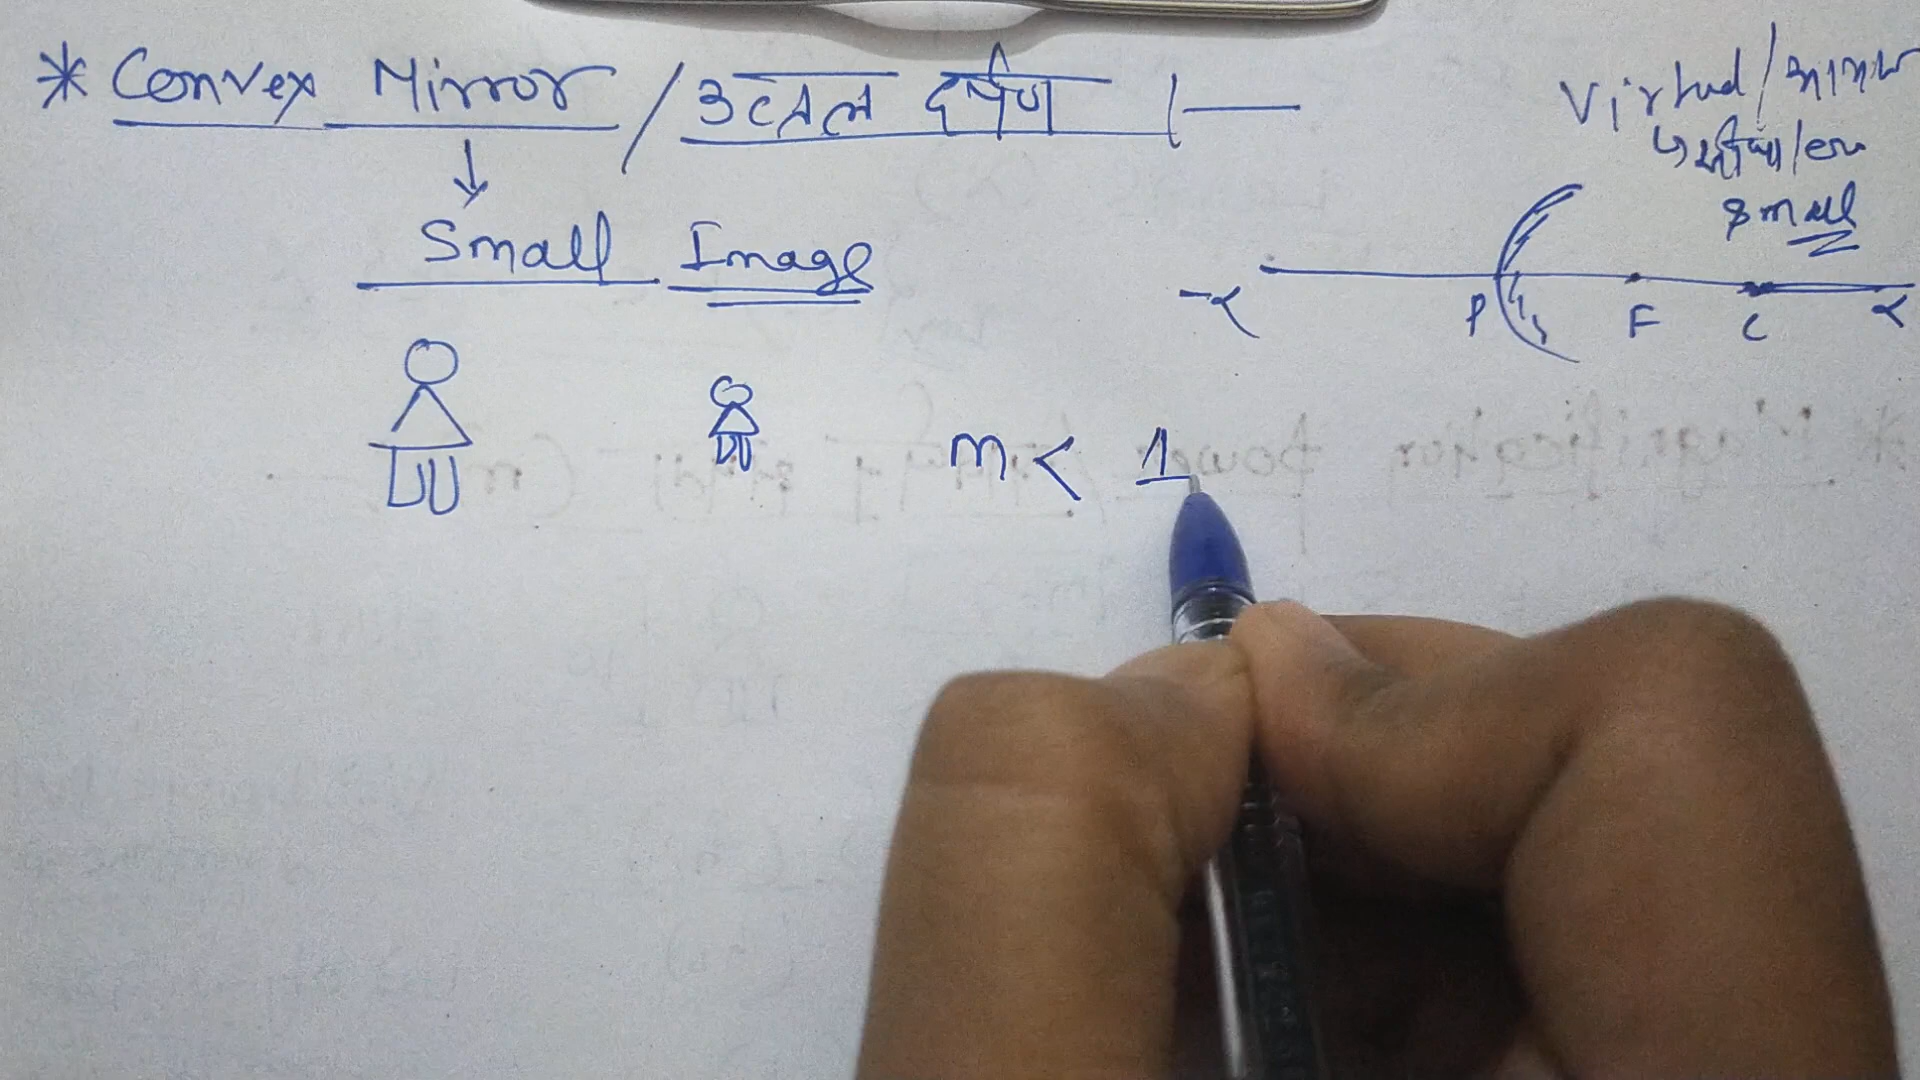 * Convex Mirror / उत्तल दर्पण :—
Virtual / आभासी
↳ सीधा /
small
Small Image
-∝ P F C ∝
m < 1